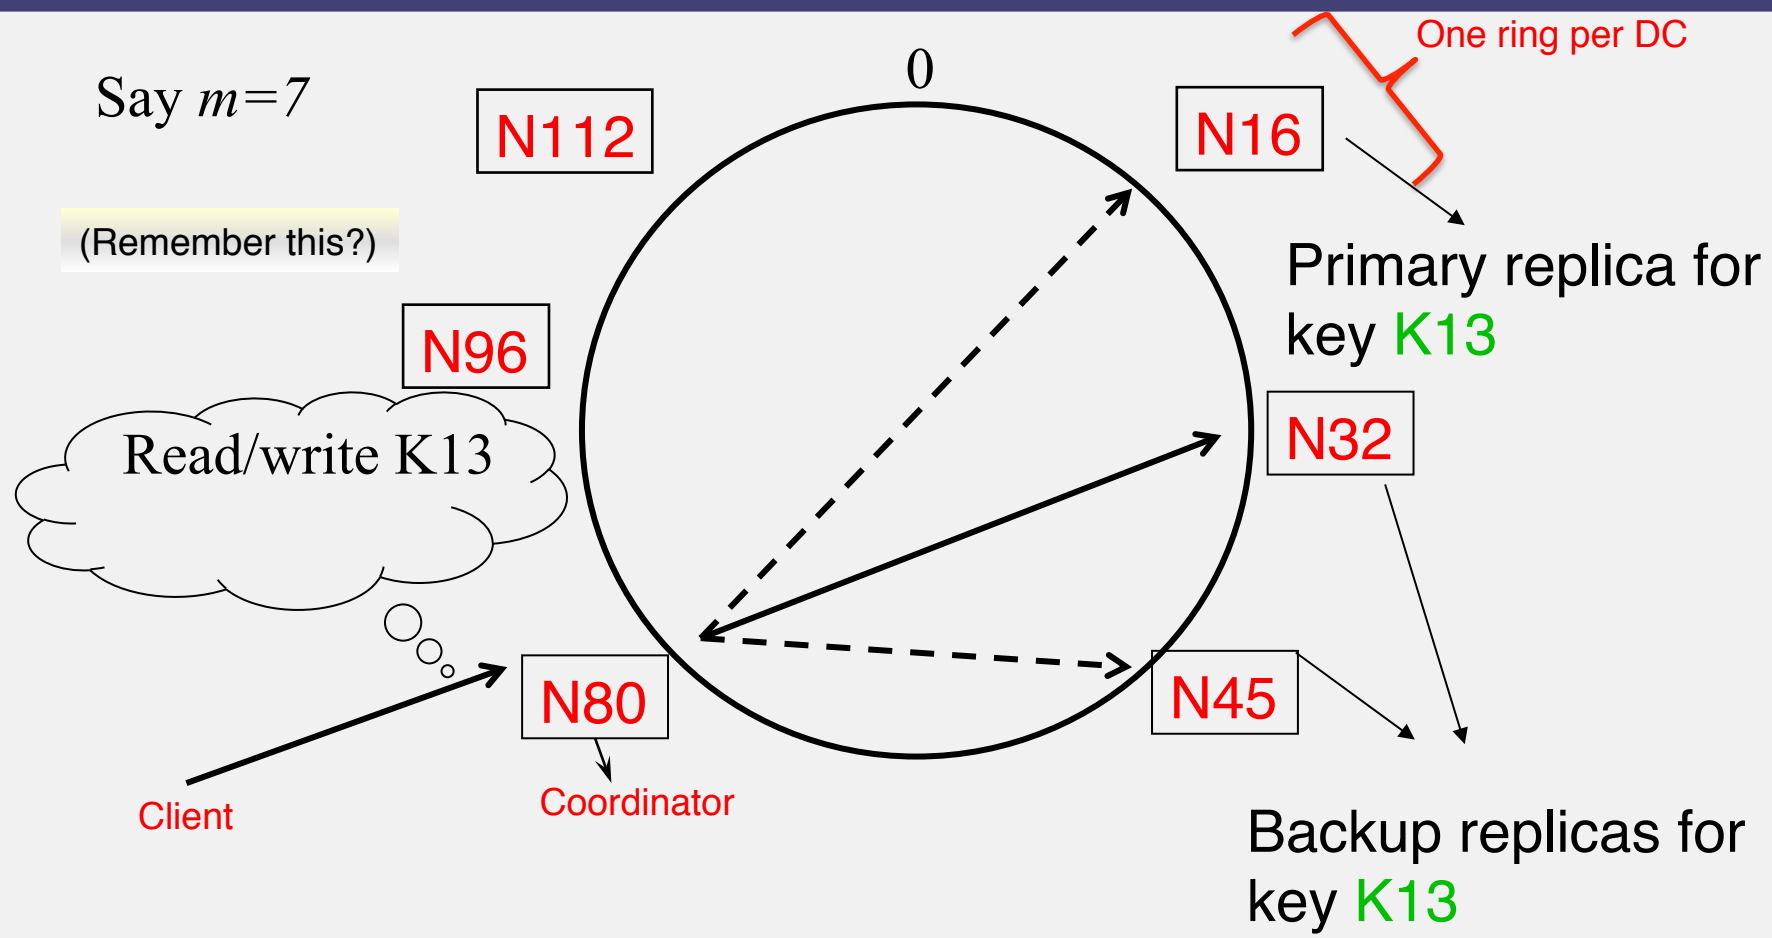 One ring per DC
0
Say m=7
N112
N16
(Remember this?)
Primary replica for
key K13
N96
Read/write K13
N32
N80
N45
Client
Coordinator
Backup replicas for
key K13